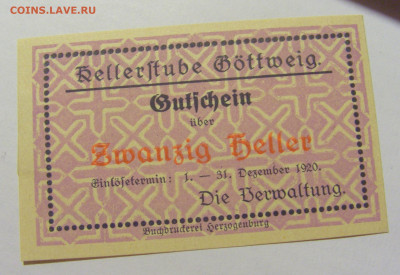 COINS.LAVE.RU
Kellerstube Göttweig.
Gutschein
über
Zwanzig Heller
Einlösetermin: 1. — 31. Dezember 1920.
Die Verwaltung.
Buchdruckerei Herzogenburg